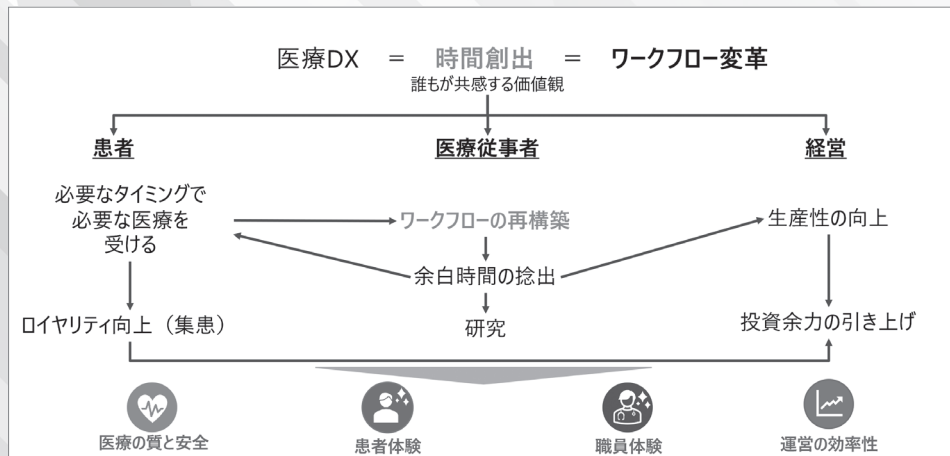 医療DX = 時間創出 = ワークフロー変革
誰もが共感する価値観
患者
医療従事者
経営
必要なタイミングで
必要な医療を
受ける
ワークフローの再構築
生産性の向上
余白時間の捻出
ロイヤリティ向上（集患）
研究
投資余力の引き上げ
医療の質と安全
患者体験
職員体験
運営の効率性